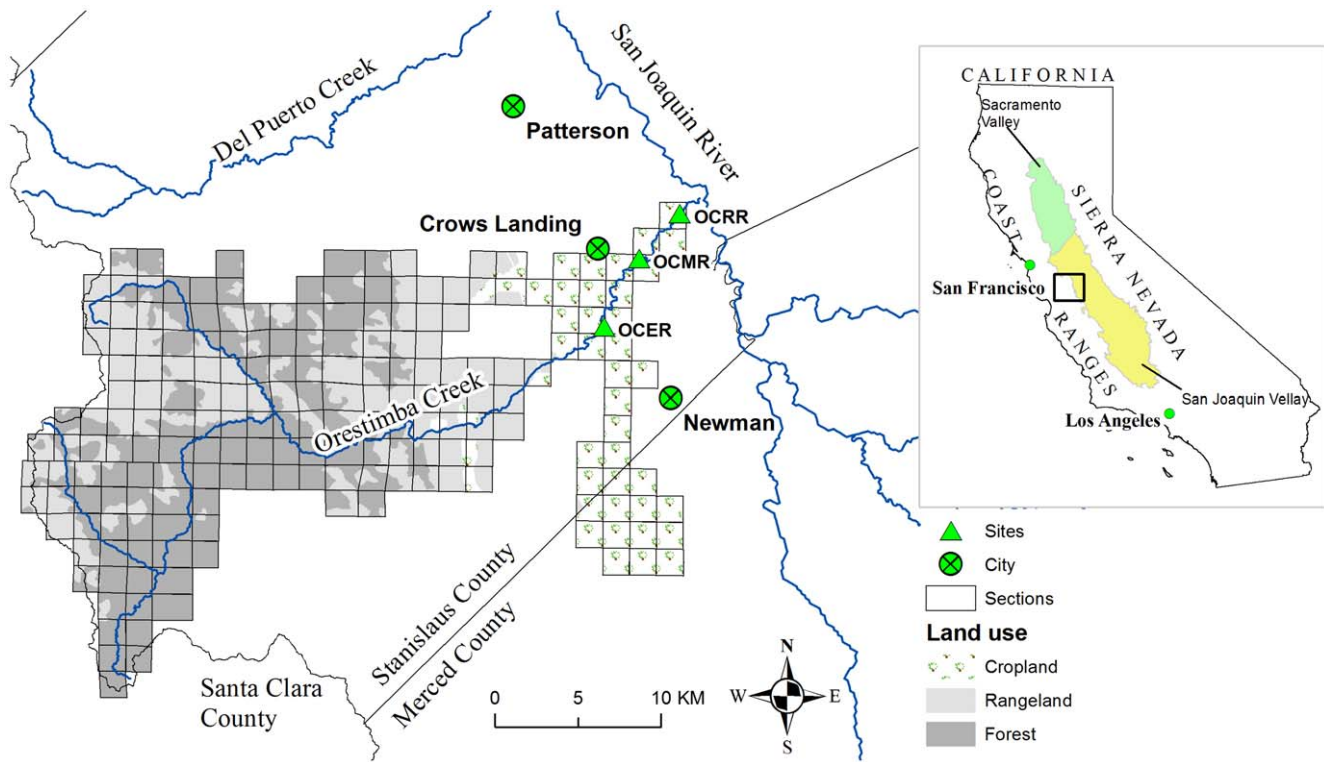 Del Puerto Creek
San Joaquin River
Patterson
Crows Landing
OCRR
OCMR
OCER
Orestimba Creek
Newman
Stanislaus County
Merced County
Santa Clara
County
0 5 10 KM
N
W E
S
CALIFORNIA
Sacramento
Valley
COAST RANGES
SIERRA NEVADA
San Francisco
San Joaquin Vellay
Los Angeles
Sites
City
Sections
Land use
Cropland
Rangeland
Forest